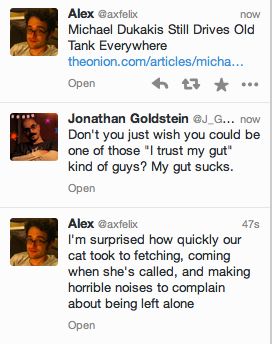 Alex @axfelix now
Michael Dukakis Still Drives Old
Tank Everywhere
theonion.com/articles/micha...
Open
Jonathan Goldstein @J_G... now
Don't you just wish you could be
one of those "I trust my gut"
kind of guys? My gut sucks.
Open
Alex @axfelix 47s
I'm surprised how quickly our
cat took to fetching, coming
when she's called, and making
horrible noises to complain
about being left alone
Open